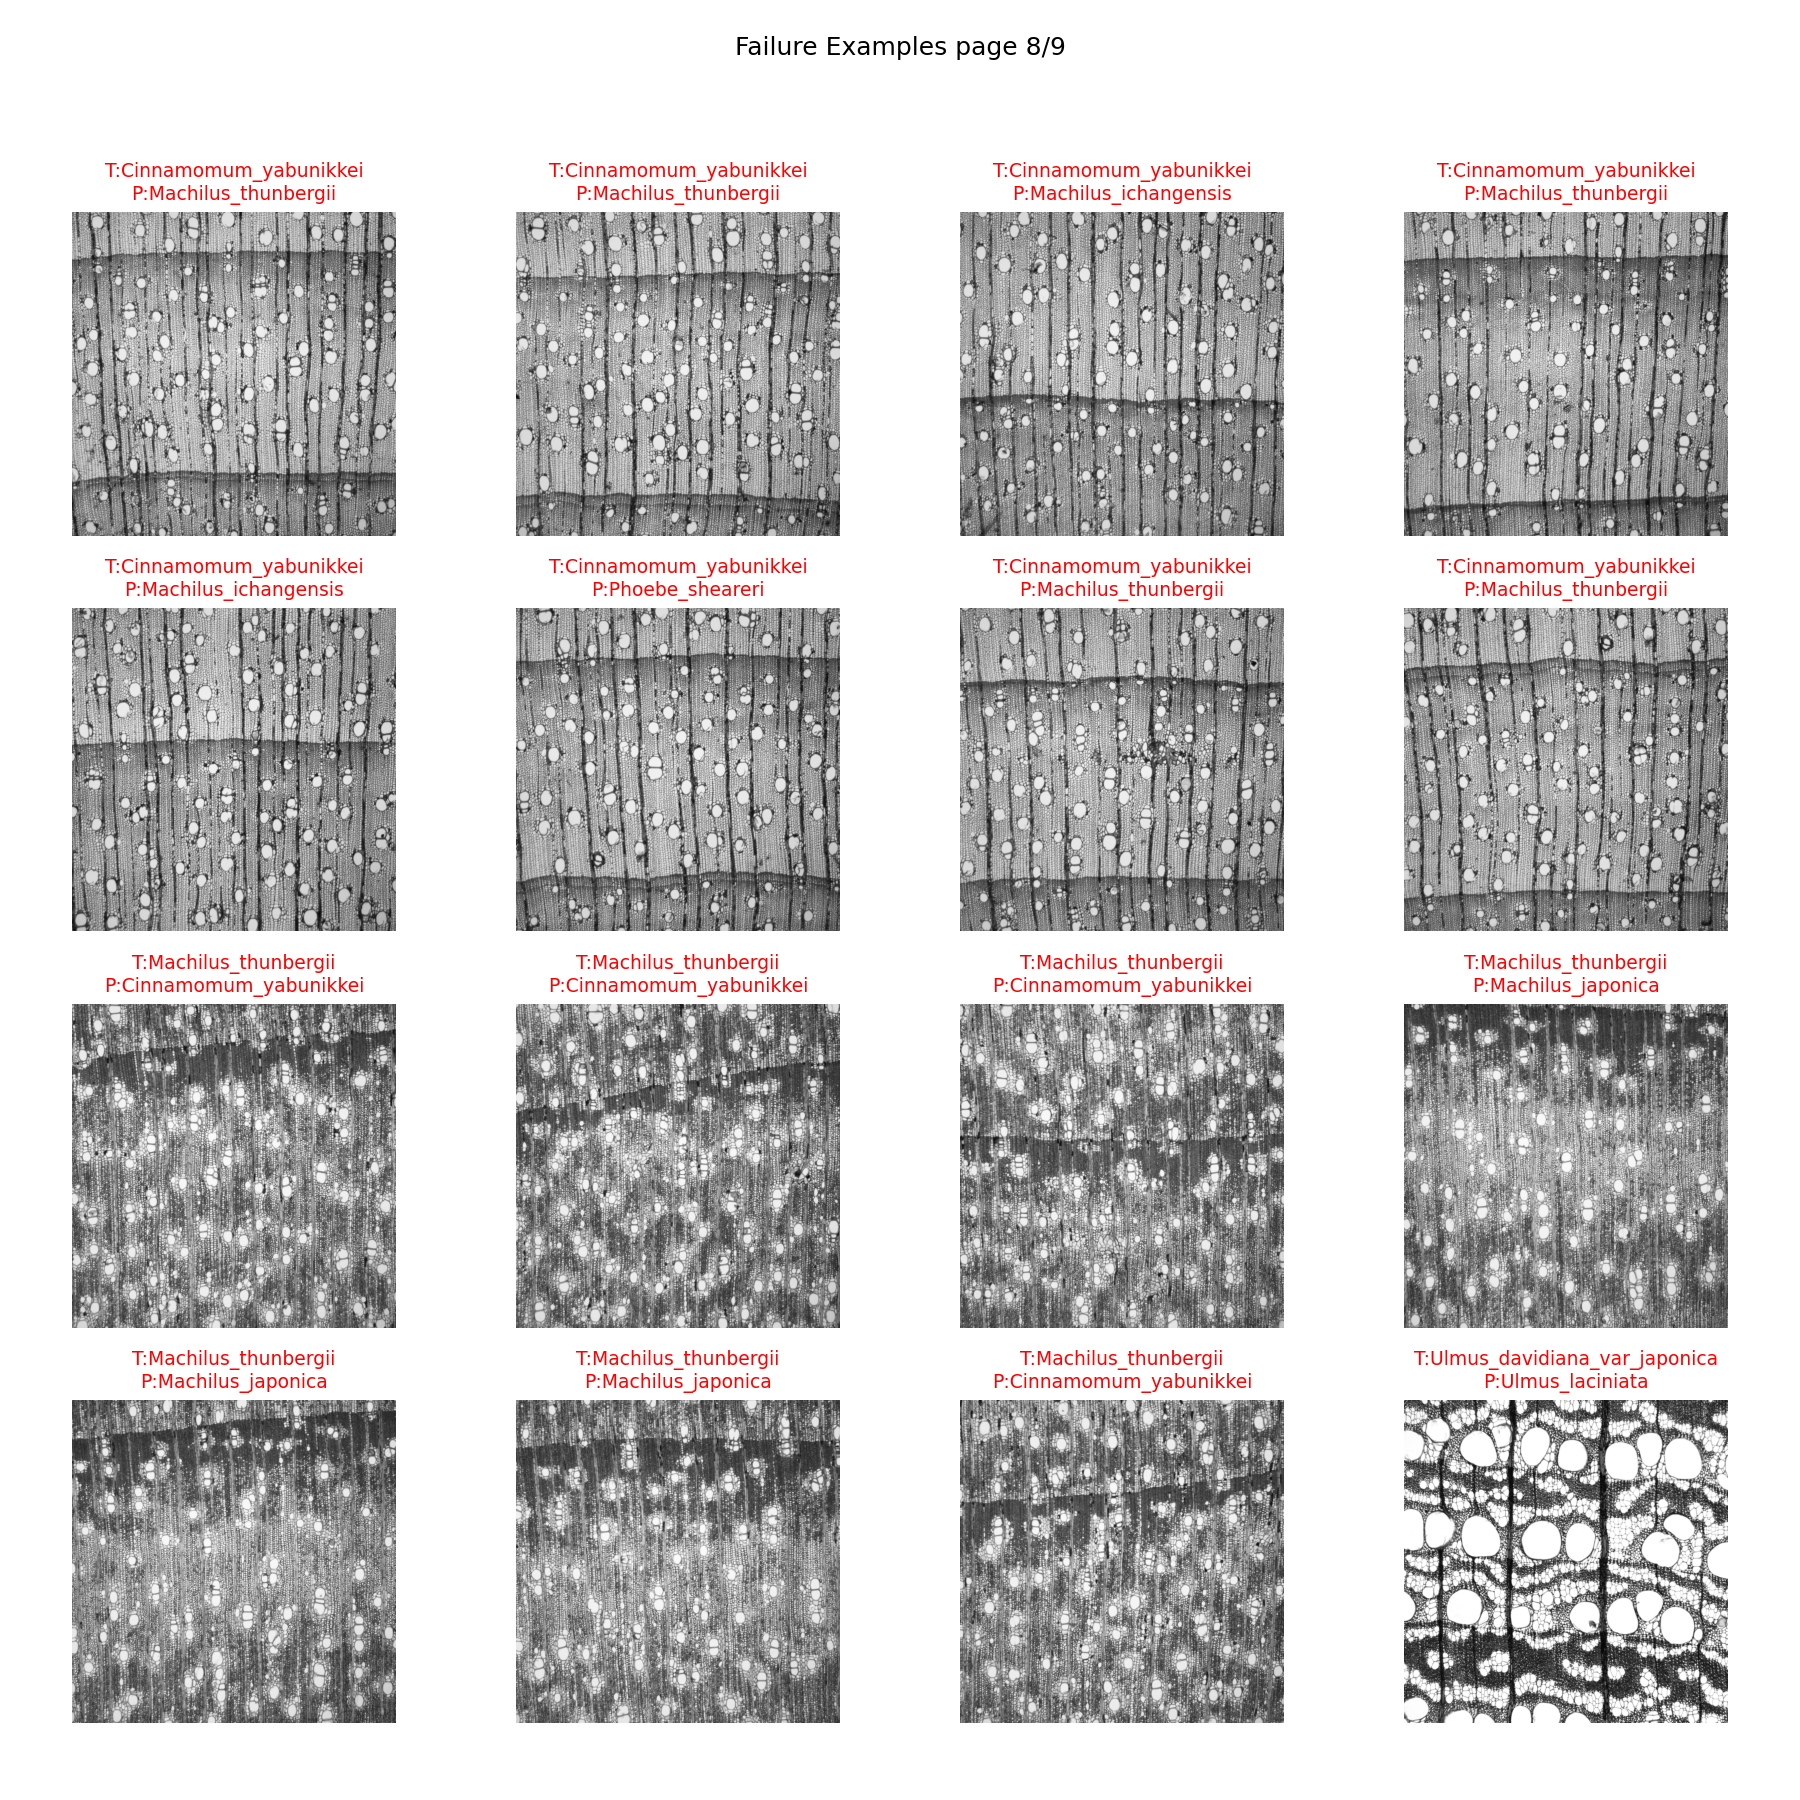 Failure Examples page 8/9
T:Cinnamomum_yabunikkei
P:Machilus_thunbergii
T:Cinnamomum_yabunikkei
P:Machilus_thunbergii
T:Cinnamomum_yabunikkei
P:Machilus_ichangensis
T:Cinnamomum_yabunikkei
P:Machilus_thunbergii
T:Cinnamomum_yabunikkei
P:Machilus_ichangensis
T:Cinnamomum_yabunikkei
P:Phoebe_sheareri
T:Cinnamomum_yabunikkei
P:Machilus_thunbergii
T:Cinnamomum_yabunikkei
P:Machilus_thunbergii
T:Machilus_thunbergii
P:Cinnamomum_yabunikkei
T:Machilus_thunbergii
P:Cinnamomum_yabunikkei
T:Machilus_thunbergii
P:Cinnamomum_yabunikkei
T:Machilus_thunbergii
P:Machilus_japonica
T:Machilus_thunbergii
P:Machilus_japonica
T:Machilus_thunbergii
P:Machilus_japonica
T:Machilus_thunbergii
P:Cinnamomum_yabunikkei
T:Ulmus_davidiana_var_japonica
P:Ulmus_laciniata